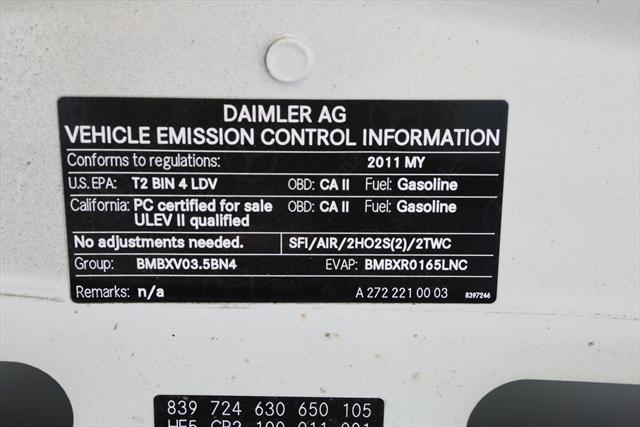 DAIMLER AG
VEHICLE EMISSION CONTROL INFORMATION
Conforms to regulations: 2011 MY
U.S. EPA: T2 BIN 4 LDV OBD: CA II Fuel: Gasoline
California: PC certified for sale OBD: CA II Fuel: Gasoline
ULEV II qualified
No adjustments needed. SFI/AIR/2HO2S(2)/2TWC
Group: BMBXV03.5BN4 EVAP: BMBXR0165LNC
Remarks: n/a A 272 221 00 03 8397246
839 724 630 650 105